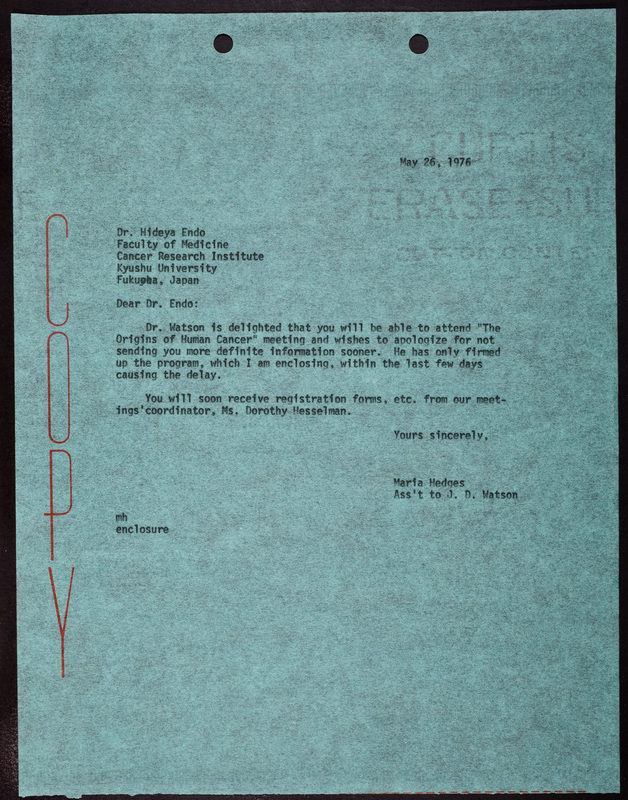 CURTIS
May 26, 1976
ERASE
COPY
Dr. Hideya Endo
Faculty of Medicine
Cancer Research Institute
Kyushu University
Fukuoka, Japan
Dear Dr. Endo:
Dr. Watson is delighted that you will be able to attend "The
Origins of Human Cancer" meeting and wishes to apologize for not
sending you more definite information sooner. He has only firmed
up the program, which I am enclosing, within the last few days
causing the delay.
You will soon receive registration forms, etc. from our meet-
ings'coordinator, Ms. Dorothy Hesselman.
Yours sincerely,
Maria Hedges
Ass't to J. D. Watson
mh
enclosure